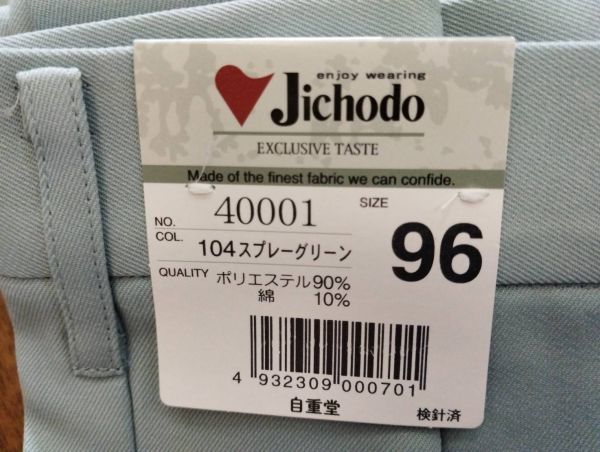 enjoy wearing
Jichodo
EXCLUSIVE TASTE
Made of the finest fabric we can confide.
NO. 40001
SIZE 96
COL. 104スプレーグリーン
QUALITY ポリエステル90%
綿 10%
4 932309 000701
自重堂
検針済